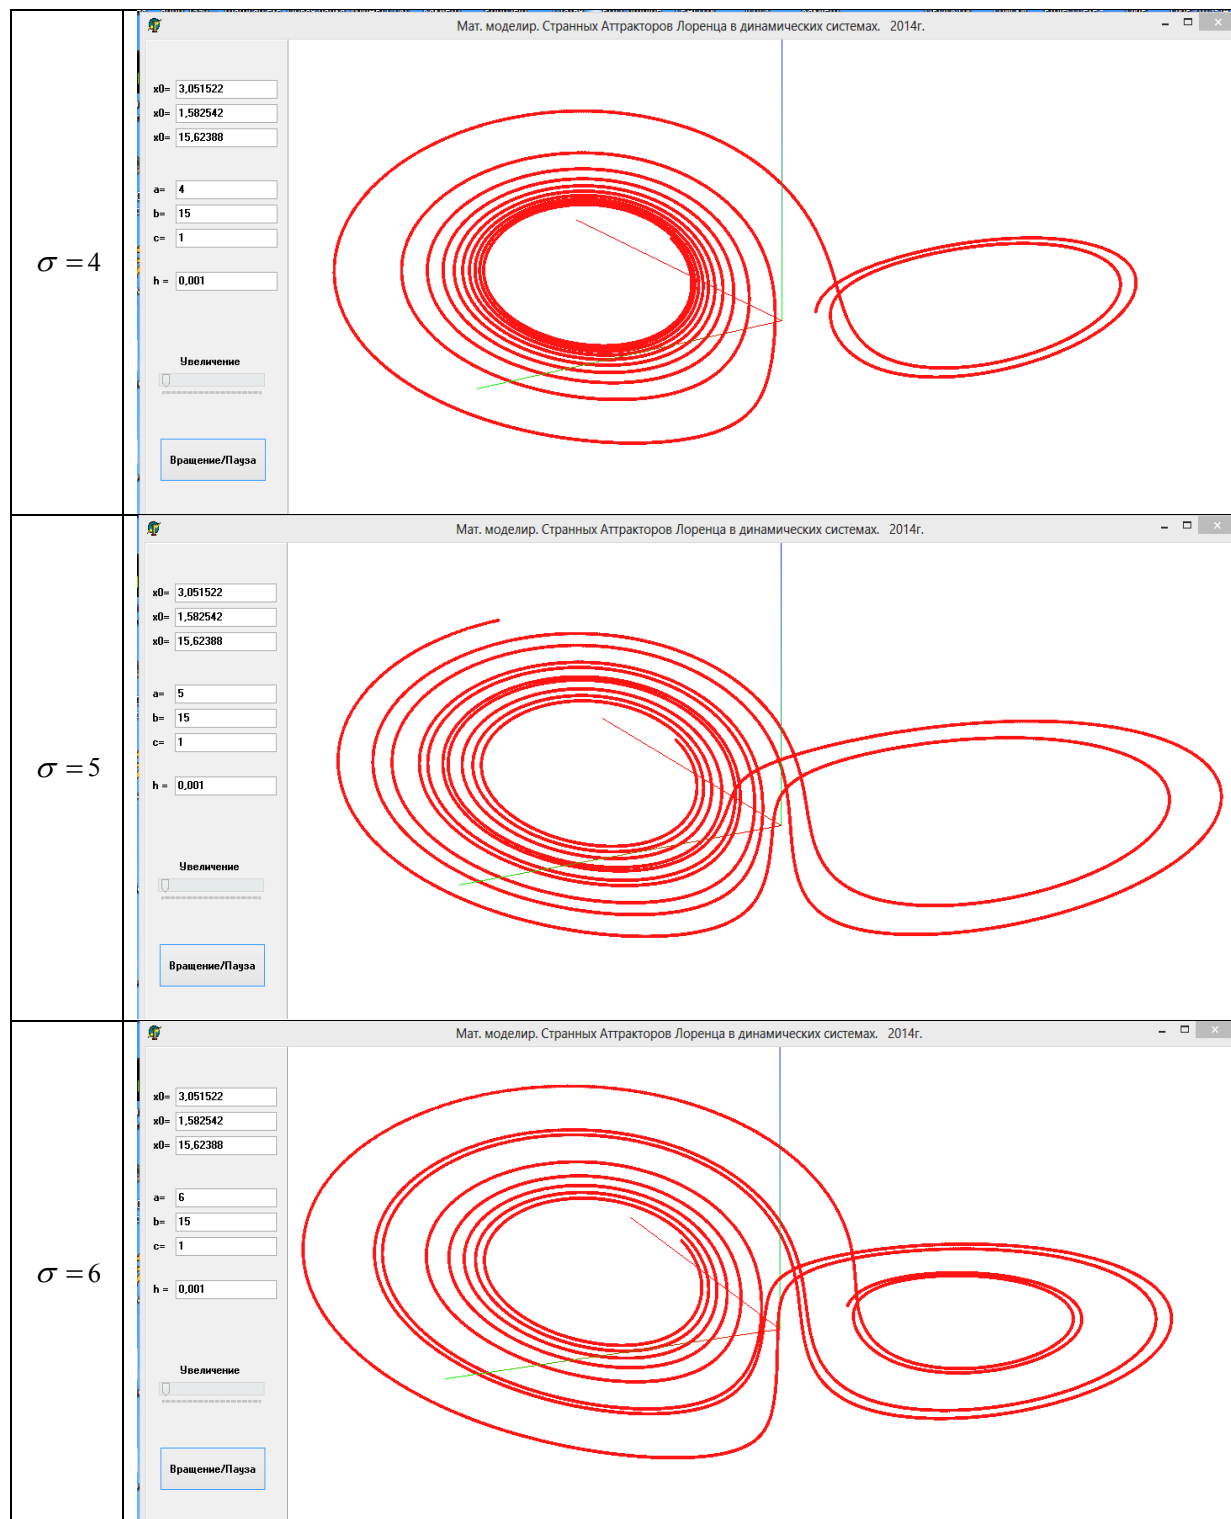 Мат. моделир. Странных Аттракторов Лоренца в динамических системах. 2014г.
x0= 3,051522
x0= 1,582542
x0= 15,62388
a= 4
b= 15
c= 1
h = 0,001
σ = 4
Увеличение
Вращение/Пауза
Мат. моделир. Странных Аттракторов Лоренца в динамических системах. 2014г.
x0= 3,051522
x0= 1,582542
x0= 15,62388
a= 5
b= 15
c= 1
h = 0,001
σ = 5
Увеличение
Вращение/Пауза
Мат. моделир. Странных Аттракторов Лоренца в динамических системах. 2014г.
x0= 3,051522
x0= 1,582542
x0= 15,62388
a= 6
b= 15
c= 1
h = 0,001
σ = 6
Увеличение
Вращение/Пауза